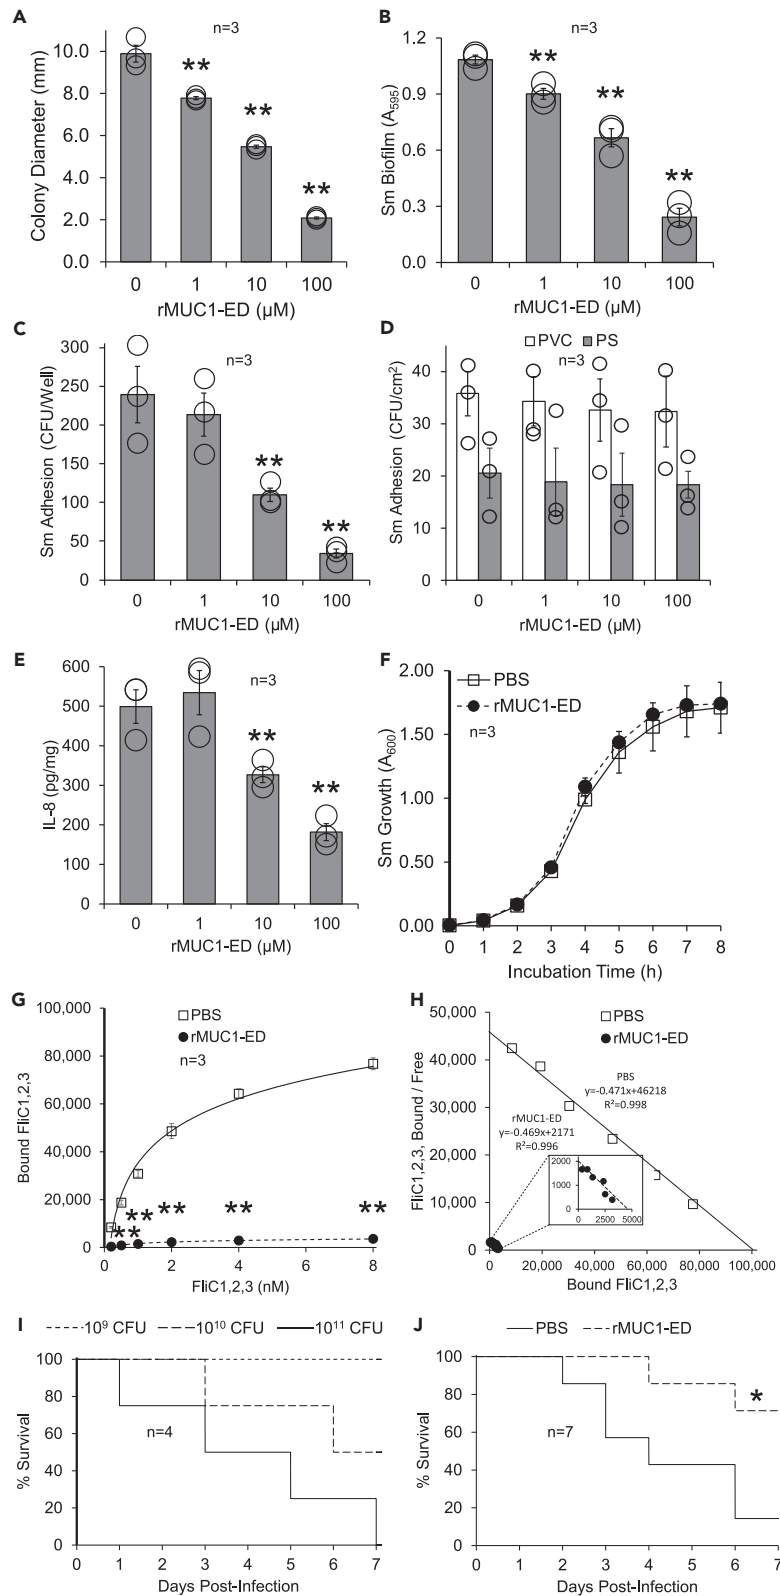 A
n=3
Colony Diameter (mm)
10.0
8.0
6.0
4.0
2.0
0.0
**
**
**
0 1 10 100
rMUC1-ED (µM)
B
n=3
Sm Biofilm (A595)
1.5
1.2
0.9
0.6
0.3
0.0
**
**
**
0 1 10 100
rMUC1-ED (µM)
C
n=3
Sm Adhesion (CFU/Well)
300
250
200
150
100
50
0
**
**
0 1 10 100
rMUC1-ED (µM)
D
PVC PS
n=3
Sm Adhesion (CFU/cm²)
40
30
20
10
0
0 1 10 100
rMUC1-ED (µM)
E
n=3
IL-8 (pg/mg)
600
500
400
300
200
100
0
**
**
0 1 10 100
rMUC1-ED (µM)
F
PBS
rMUC1-ED
n=3
Sm Growth (A600)
2.00
1.50
1.00
0.50
0.00
0 1 2 3 4 5 6 7 8
Incubation Time (h)
G
PBS
rMUC1-ED
n=3
Bound FliC1,2,3
100,000
80,000
60,000
40,000
20,000
0
**
**
**
**
**
0 2 4 6 8
FliC1,2,3 (nM)
H
PBS
rMUC1-ED
FliC1,2,3, Bound / Free
50,000
40,000
30,000
20,000
10,000
0
PBS
y=-0.471x+46218
R²=0.998
rMUC1-ED
y=-0.469x+2171
R²=0.996
2000
1000
0
0 2500 5000
0 20,000 40,000 60,000 80,000 100,000
Bound FliC1,2,3
I
10⁹ CFU 10¹⁰ CFU 10¹¹ CFU
% Survival
100
80
60
40
20
0
n=4
0 1 2 3 4 5 6 7
Days Post-Infection
J
PBS rMUC1-ED
% Survival
100
80
60
40
20
0
*
n=7
0 1 2 3 4 5 6 7
Days Post-Infection